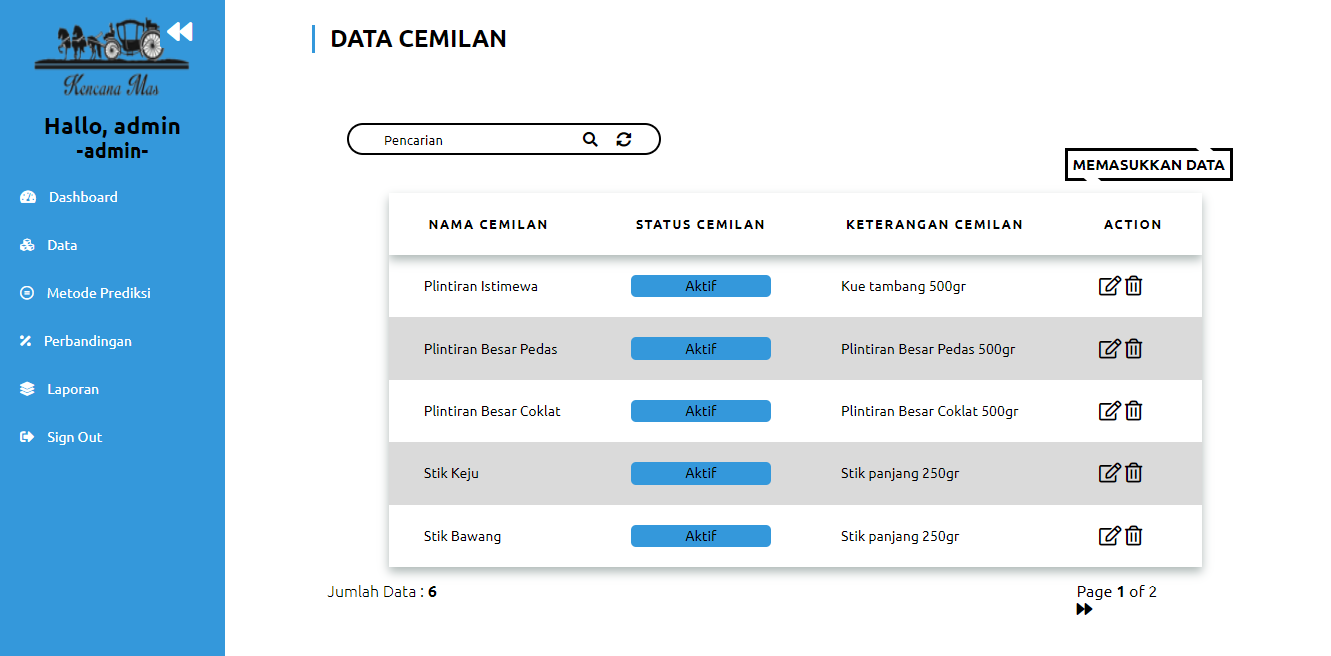 Kencana Mas
Hallo, admin
-admin-
Dashboard
Data
Metode Prediksi
Perbandingan
Laporan
Sign Out
DATA CEMILAN
Pencarian
MEMASUKKAN DATA
NAMA CEMILAN STATUS CEMILAN KETERANGAN CEMILAN ACTION
Plintiran Istimewa Aktif Kue tambang 500gr
Plintiran Besar Pedas Aktif Plintiran Besar Pedas 500gr
Plintiran Besar Coklat Aktif Plintiran Besar Coklat 500gr
Stik Keju Aktif Stik panjang 250gr
Stik Bawang Aktif Stik panjang 250gr
Jumlah Data : 6 Page 1 of 2